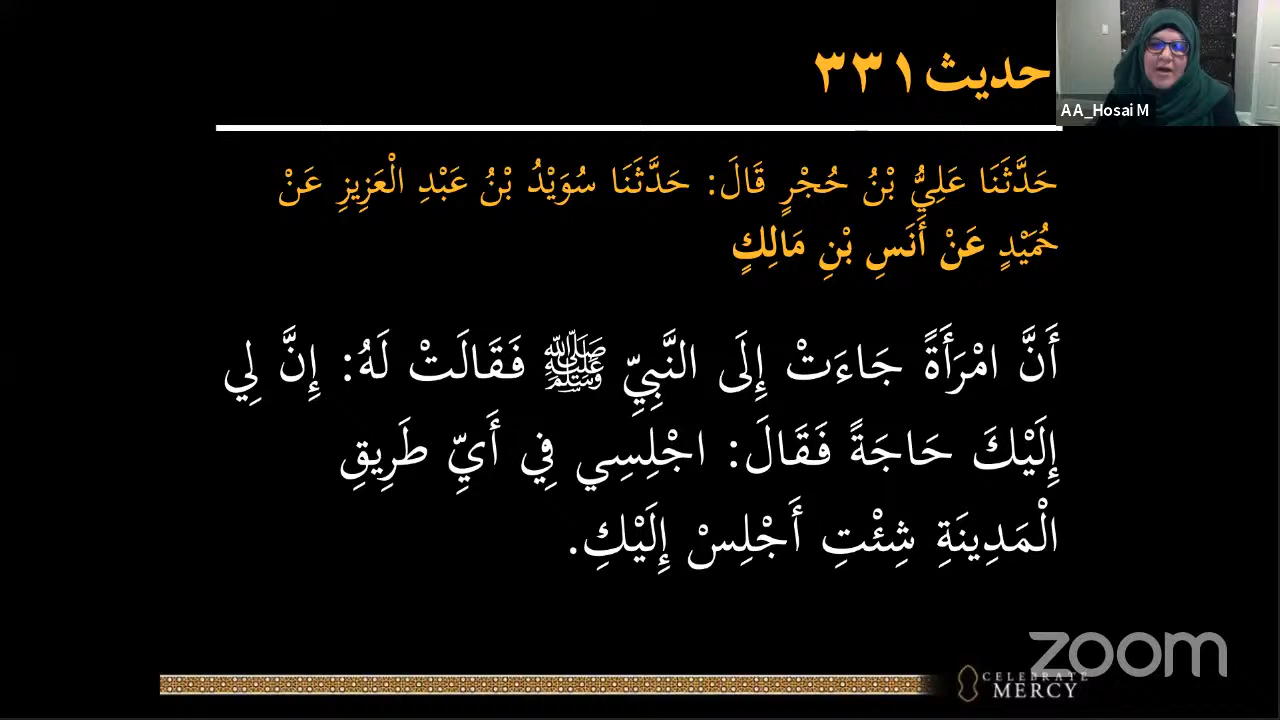 حديث ٣٣١
AA_Hosai M
حَدَّثَنَا عَلِيُّ بْنُ حُجْرٍ قَالَ: حَدَّثَنَا سُوَيْدُ بْنُ عَبْدِ الْعَزِيزِ عَنْ
حُمَيْدٍ عَنْ أَنَسِ بْنِ مَالِكٍ
أَنَّ امْرَأَةً جَاءَتْ إِلَى النَّبِيِّ ﷺ فَقَالَتْ لَهُ: إِنَّ لِي
إِلَيْكَ حَاجَةً فَقَالَ: اجْلِسِي فِي أَيِّ طَرِيقِ
الْمَدِينَةِ شِئْتِ أَجْلِسْ إِلَيْكِ.
zoom
CELEBRATE
MERCY